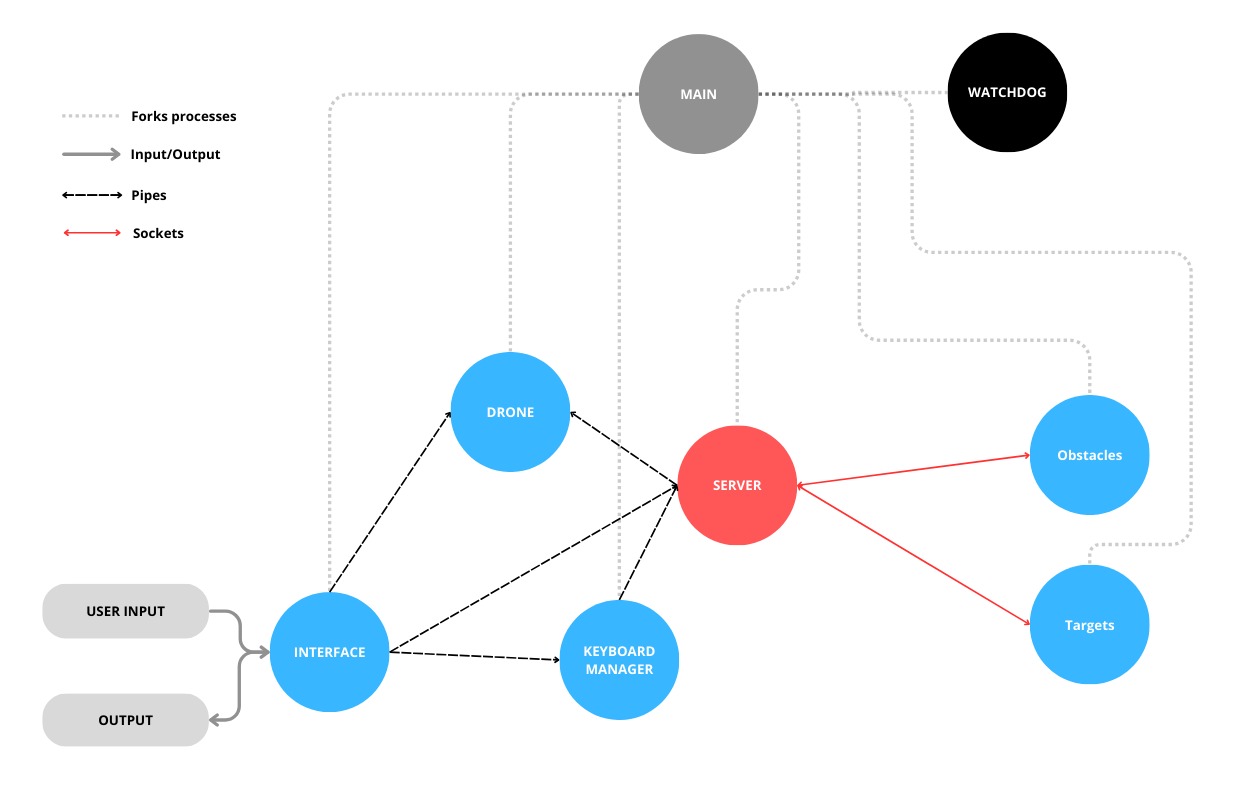 MAIN
WATCHDOG
Forks processes
Input/Output
Pipes
Sockets
DRONE
SERVER
Obstacles
USER INPUT
INTERFACE
KEYBOARD
MANAGER
Targets
OUTPUT